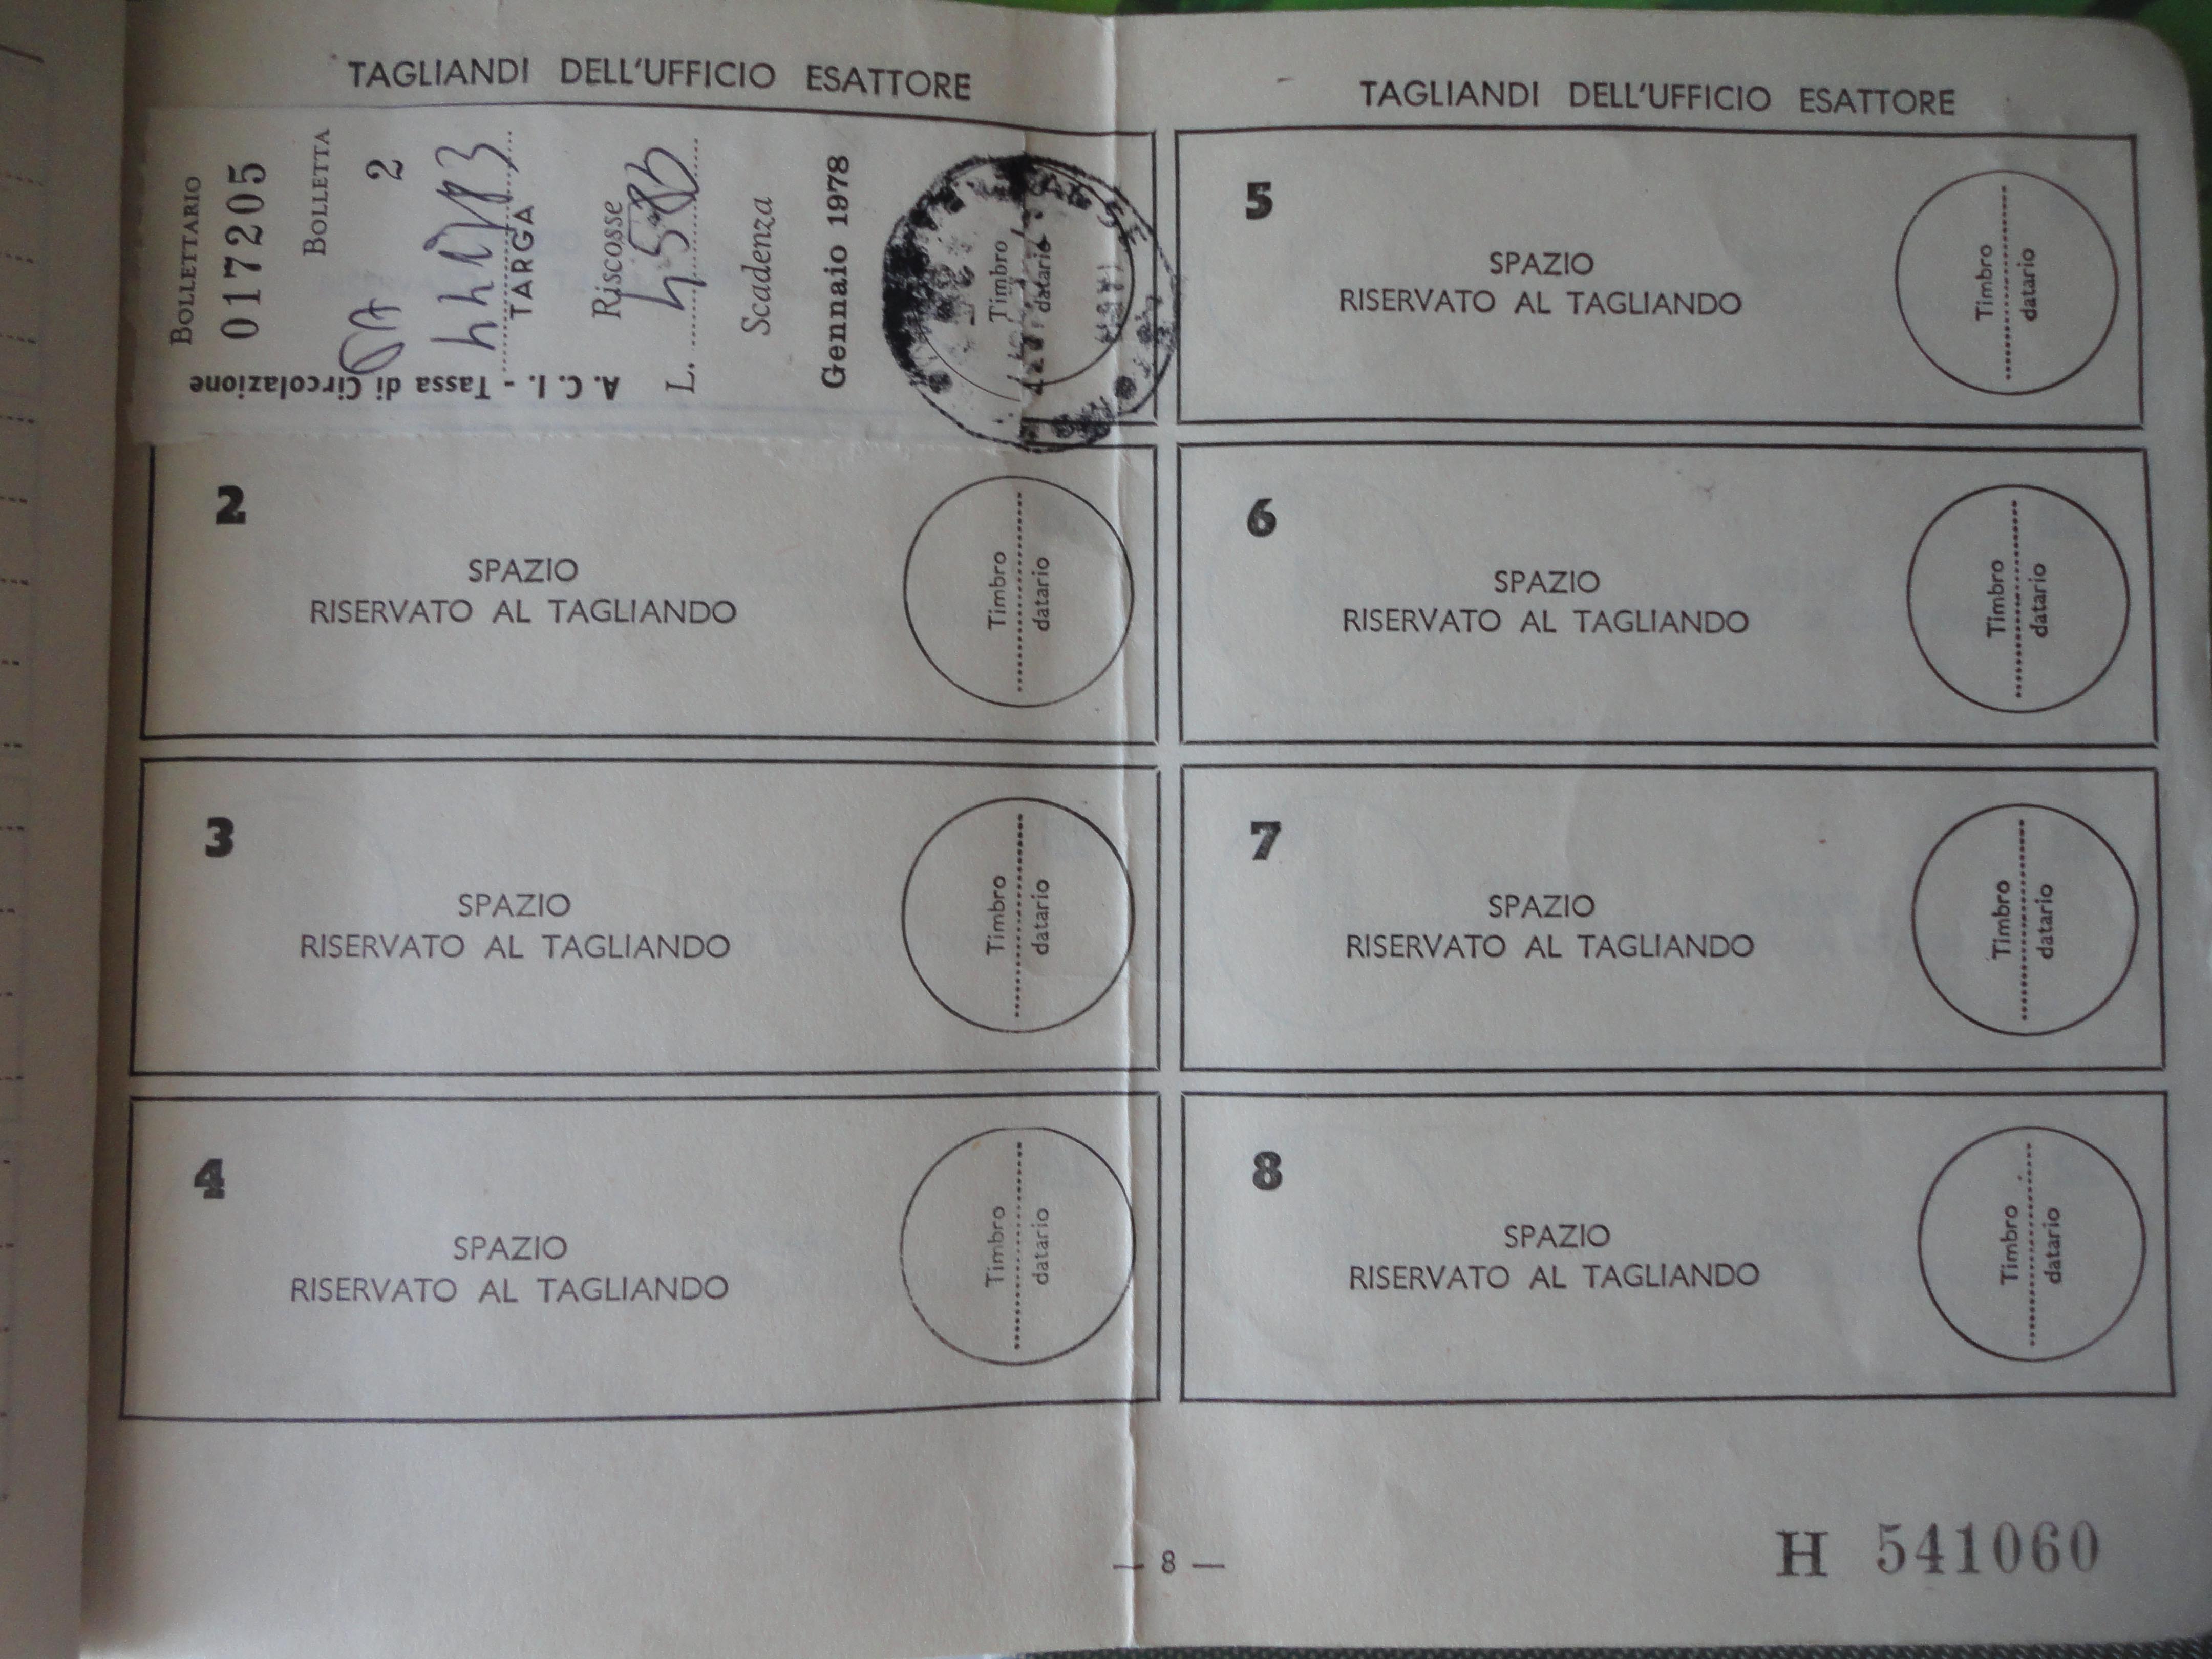 TAGLIANDI DELL'UFFICIO ESATTORE
BOLLETTARIO
017205
BOLLETTA
2
TARGA
Riscosse
L.
Scadenza
Gennaio 1978
A. C. I. - Tassa di Circolazione
Timbro
datario
2
SPAZIO
RISERVATO AL TAGLIANDO
Timbro
datario
3
SPAZIO
RISERVATO AL TAGLIANDO
Timbro
datario
4
SPAZIO
RISERVATO AL TAGLIANDO
Timbro
datario
TAGLIANDI DELL'UFFICIO ESATTORE
5
SPAZIO
RISERVATO AL TAGLIANDO
Timbro
datario
6
SPAZIO
RISERVATO AL TAGLIANDO
Timbro
datario
7
SPAZIO
RISERVATO AL TAGLIANDO
Timbro
datario
8
SPAZIO
RISERVATO AL TAGLIANDO
Timbro
datario
— 8 —
H 541060